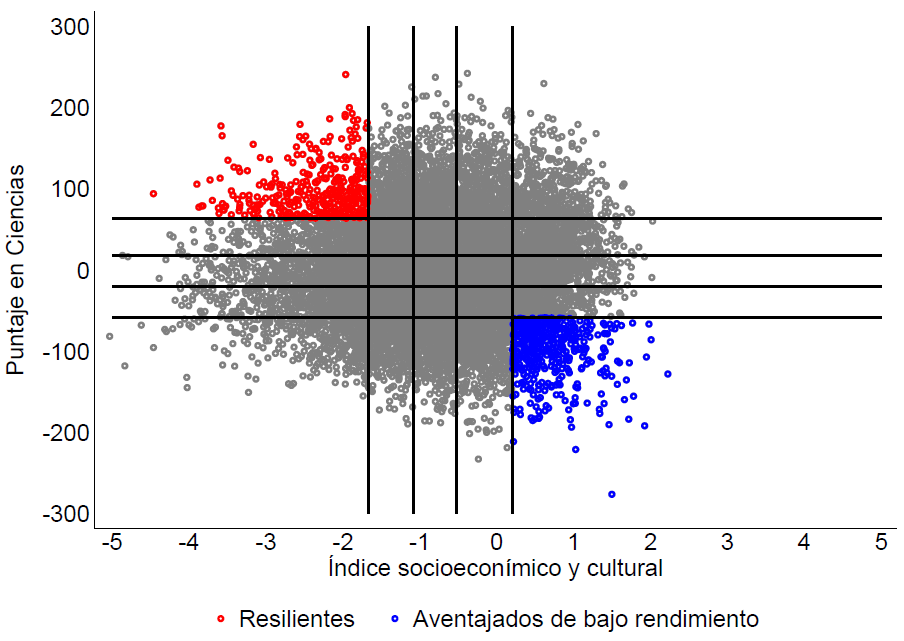 300
200
100
0
-100
-200
-300
Puntaje en Ciencias
-5 -4 -3 -2 -1 0 1 2 3 4 5
Índice socioeconímico y cultural
Resilientes Aventajados de bajo rendimiento